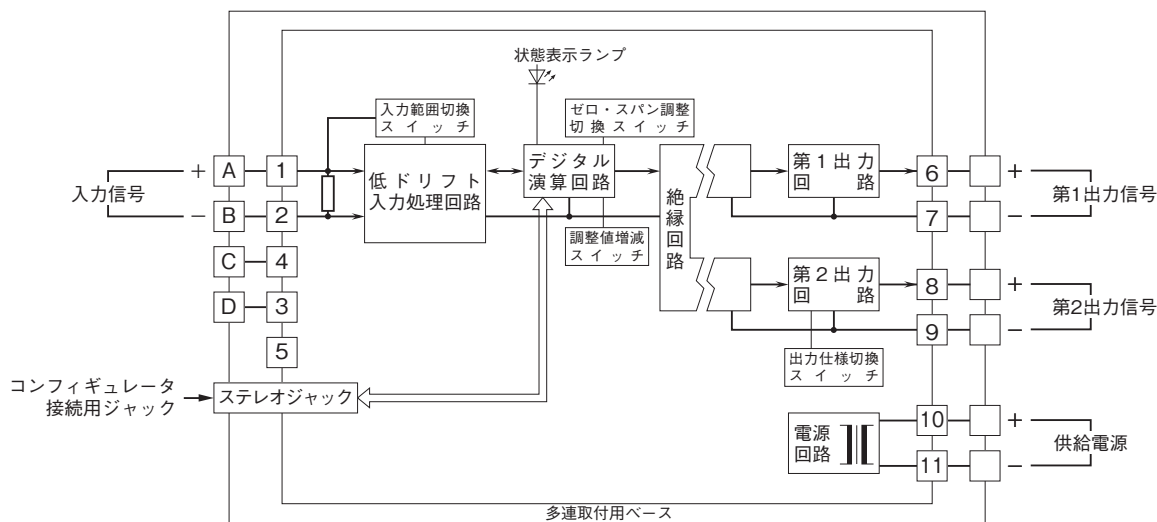 状態表示ランプ
入力範囲切換
スイッチ
ゼロ・スパン調整
切換スイッチ
入力信号
+
−
A
B
C
D
1
2
4
3
5
低ドリフト
入力処理回路
デジタル
演算回路
調整値増減
スイッチ
絶縁回路
第1出力
回路
6
7
+
−
第1出力信号
第2出力
回路
8
9
+
−
第2出力信号
出力仕様切換
スイッチ
コンフィギュレータ
接続用ジャック
ステレオジャック
電源
回路
10
11
+
−
供給電源
多連取付用ベース